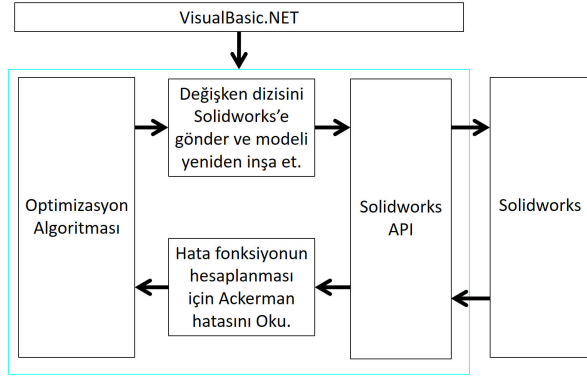 VisualBasic.NET
Değişken dizisini
Solidworks’e
gönder ve modeli
yeniden inşa et.
Optimizasyon
Algoritması
Solidworks
API
Solidworks
Hata fonksiyonun
hesaplanması
için Ackerman
hatasını Oku.